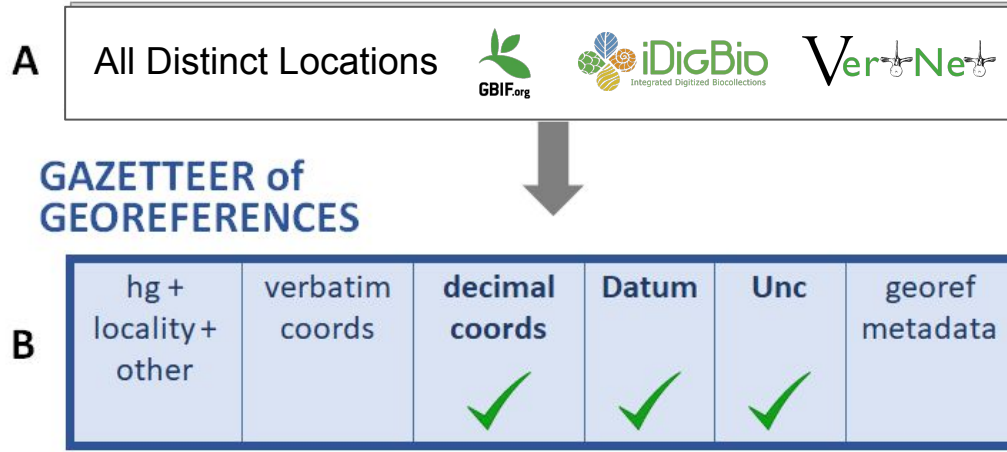 A
All Distinct Locations
GBIF.org
iDigBio
Integrated Digitized Biocollections
VertNet
GAZETTEER of
GEOREFERENCES
B
hg +
locality +
other
verbatim
coords
decimal
coords
Datum
Unc
georef
metadata